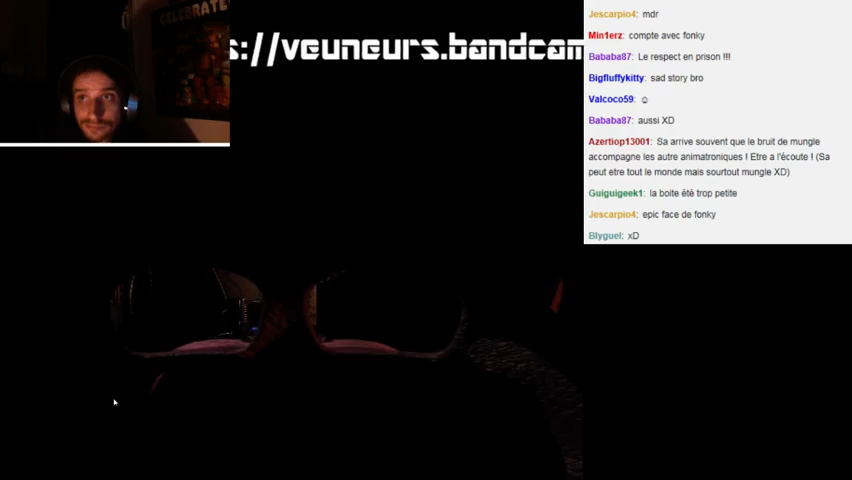 CELEBRATE!
s://veuneurs.bandcam
Jescarpio4: mdr
Min1erz: compte avec fonky
Bababa87: Le respect en prison !!!
Bigfluffykitty: sad story bro
Valcoco59: ☺
Bababa87: aussi XD
Azertiop13001: Sa arrive souvent que le bruit de mungle
accompagne les autre animatroniques ! Etre a l'écoute ! (Sa
peut etre tout le monde mais sourtout mungle XD)
Guiguigeek1: la boite été trop petite
Jescarpio4: epic face de fonky
Blyguel: xD